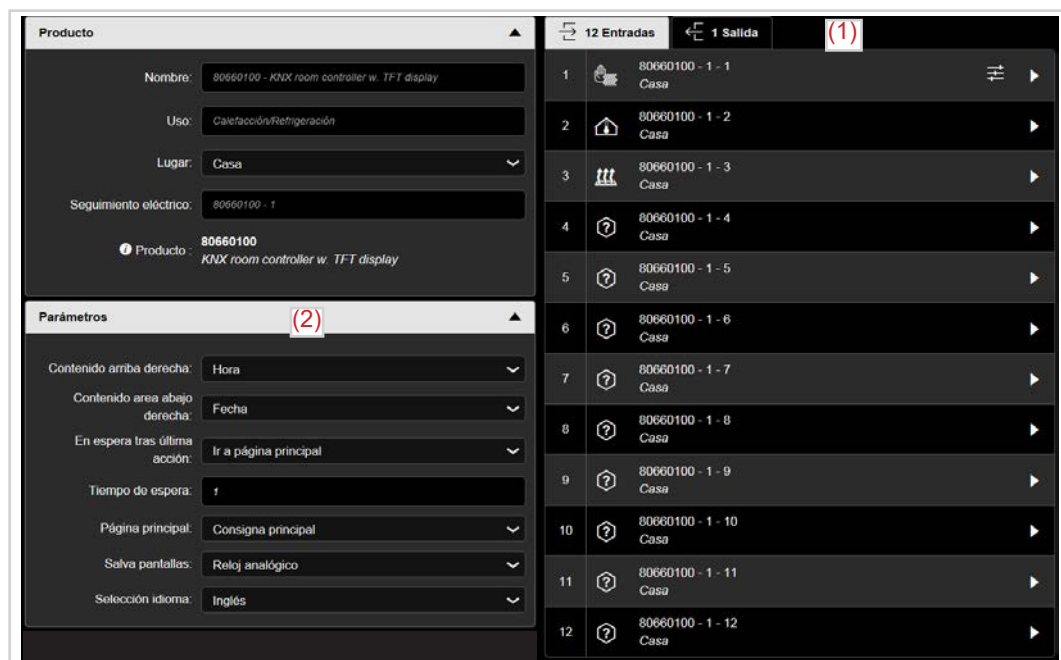 Producto
Nombre: 80660100 - KNX room controller w. TFT display
Uso: Calefacción/Refrigeración
Lugar: Casa
Seguimiento eléctrico: 80660100 - 1
Producto : 80660100
KNX room controller w. TFT display
Parámetros
(2)
Contenido arriba derecha: Hora
Contenido area abajo
derecha: Fecha
En espera tras última
acción: Ir a página principal
Tiempo de espera: 1
Página principal: Consigna principal
Salva pantallas: Reloj analógico
Selección idioma: Inglés
12 Entradas
1 Salida
(1)
1 80660100 - 1 - 1
Casa
2 80660100 - 1 - 2
Casa
3 80660100 - 1 - 3
Casa
4 80660100 - 1 - 4
Casa
5 80660100 - 1 - 5
Casa
6 80660100 - 1 - 6
Casa
7 80660100 - 1 - 7
Casa
8 80660100 - 1 - 8
Casa
9 80660100 - 1 - 9
Casa
10 80660100 - 1 - 10
Casa
11 80660100 - 1 - 11
Casa
12 80660100 - 1 - 12
Casa